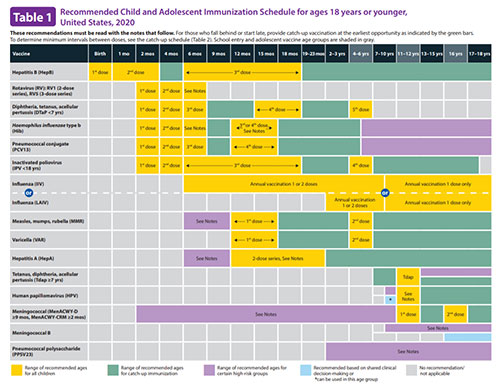 Table 1
Recommended Child and Adolescent Immunization Schedule for ages 18 years or younger,
United States, 2020
These recommendations must be read with the notes that follow. For those who fall behind or start late, provide catch-up vaccination at the earliest opportunity as indicated by the green bars.
To determine minimum intervals between doses, see the catch-up schedule (Table 2). School entry and adolescent vaccine age groups are shaded in gray.
Vaccine Birth 1 mo 2 mos 4 mos 6 mos 9 mos 12 mos 15 mos 18 mos 19–23 mos 2–3 yrs 4–6 yrs 7–10 yrs 11–12 yrs 13–15 yrs 16 yrs 17–18 yrs
Hepatitis B (HepB) 1st dose 2nd dose 3rd dose
Rotavirus (RV): RV1 (2-dose
series), RV5 (3-dose series)
1st dose 2nd dose See Notes
Diphtheria, tetanus, acellular
pertussis (DTaP <7 yrs)
1st dose 2nd dose 3rd dose 4th dose 5th dose
Haemophilus influenzae type b
(Hib)
1st dose 2nd dose See Notes
3rd or 4th dose
See Notes
Pneumococcal conjugate
(PCV13)
1st dose 2nd dose 3rd dose 4th dose
Inactivated poliovirus
(IPV <18 yrs)
1st dose 2nd dose 3rd dose 4th dose
Influenza (IIV) Annual vaccination 1 or 2 doses Annual vaccination 1 dose only
or or
Influenza (LAIV)
Annual vaccination
1 or 2 doses
Annual vaccination 1 dose only
Measles, mumps, rubella (MMR) See Notes 1st dose 2nd dose
Varicella (VAR) 1st dose 2nd dose
Hepatitis A (HepA) See Notes 2-dose series, See Notes
Tetanus, diphtheria, acellular
pertussis (Tdap ≥7 yrs)
Tdap
Human papillomavirus (HPV) * See
Notes
Meningococcal (MenACWY-D
≥9 mos, MenACWY-CRM ≥2 mos)
See Notes 1st dose 2nd dose
Meningococcal B See Notes
Pneumococcal polysaccharide
(PPSV23)
See Notes
Range of recommended ages
for all children
Range of recommended ages
for catch-up immunization
Range of recommended ages for
certain high risk groups
Recommended based on shared clinical
decision-making or
*can be used in this age group
No recommendation/
not applicable